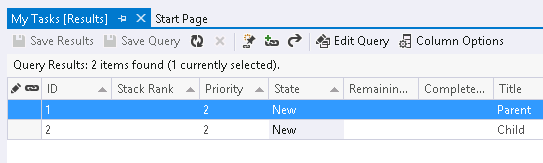 My Tasks [Results] Start Page
Save Results Save Query Edit Query Column Options
Query Results: 2 items found (1 currently selected).
ID Stack Rank Priority State Remainin... Complete... Title
1 2 New Parent
2 2 New Child